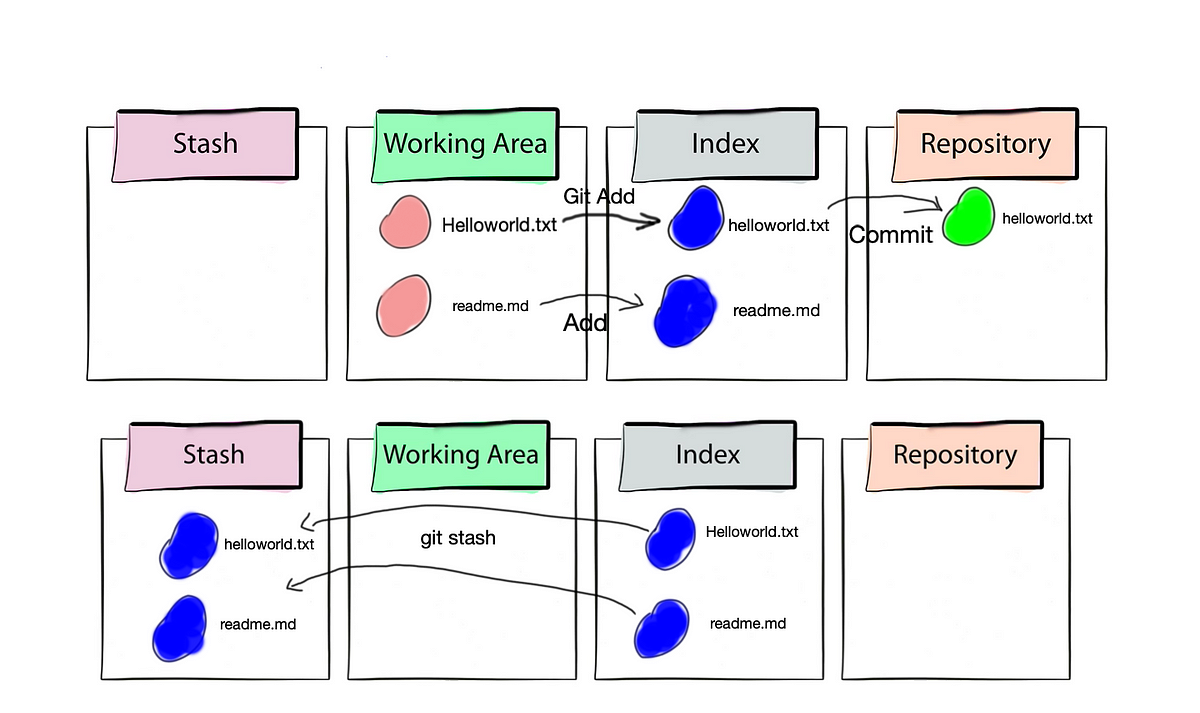 Stash
Working Area
Index
Repository
Git Add
Helloworld.txt
helloworld.txt
helloworld.txt
Commit
readme.md
readme.md
Add
Stash
Working Area
Index
Repository
helloworld.txt
git stash
Helloworld.txt
readme.md
readme.md